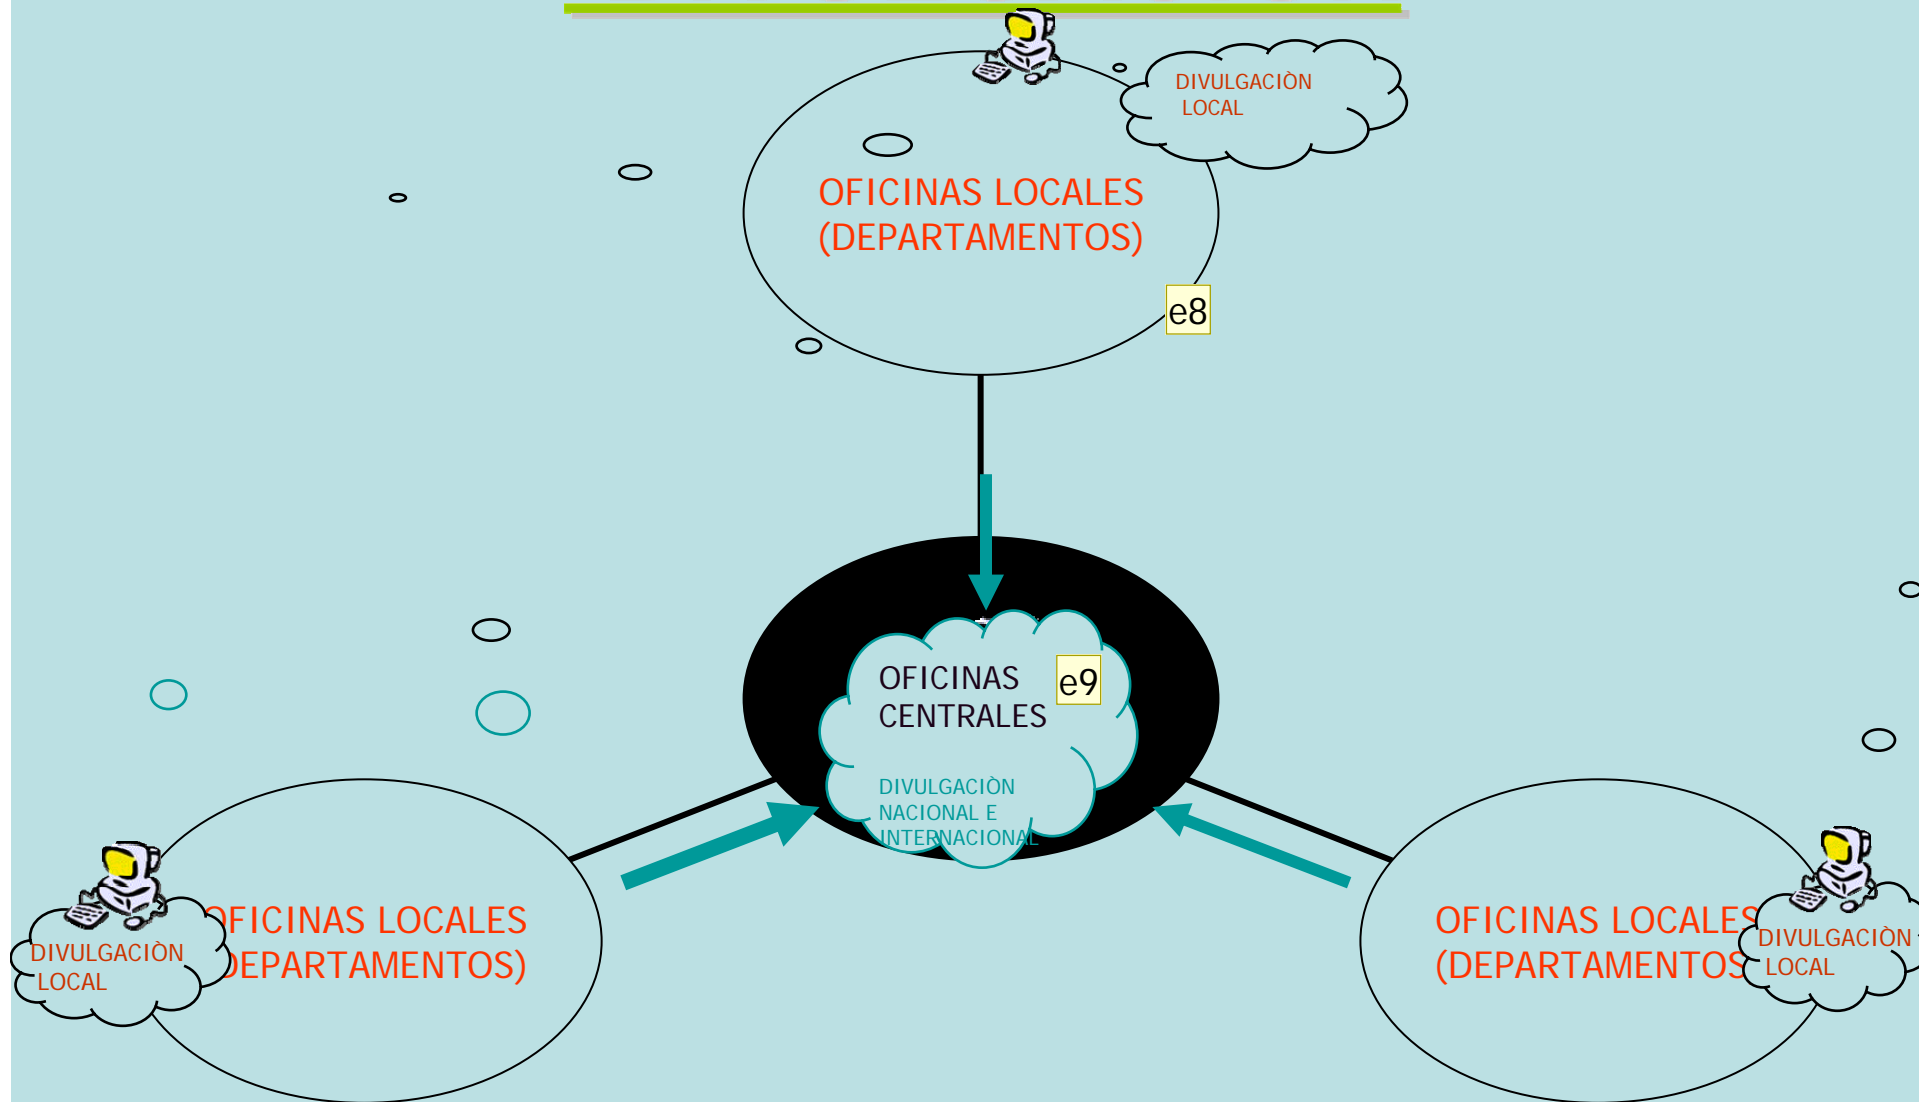 DIVULGACIÒN
LOCAL
OFICINAS LOCALES
(DEPARTAMENTOS)
e8
OFICINAS
CENTRALES
e9
DIVULGACIÒN
NACIONAL E
INTERNACIONAL
OFICINAS LOCALES
DEPARTAMENTOS)
DIVULGACIÒN
LOCAL
OFICINAS LOCALES
(DEPARTAMENTOS
DIVULGACIÒN
LOCAL